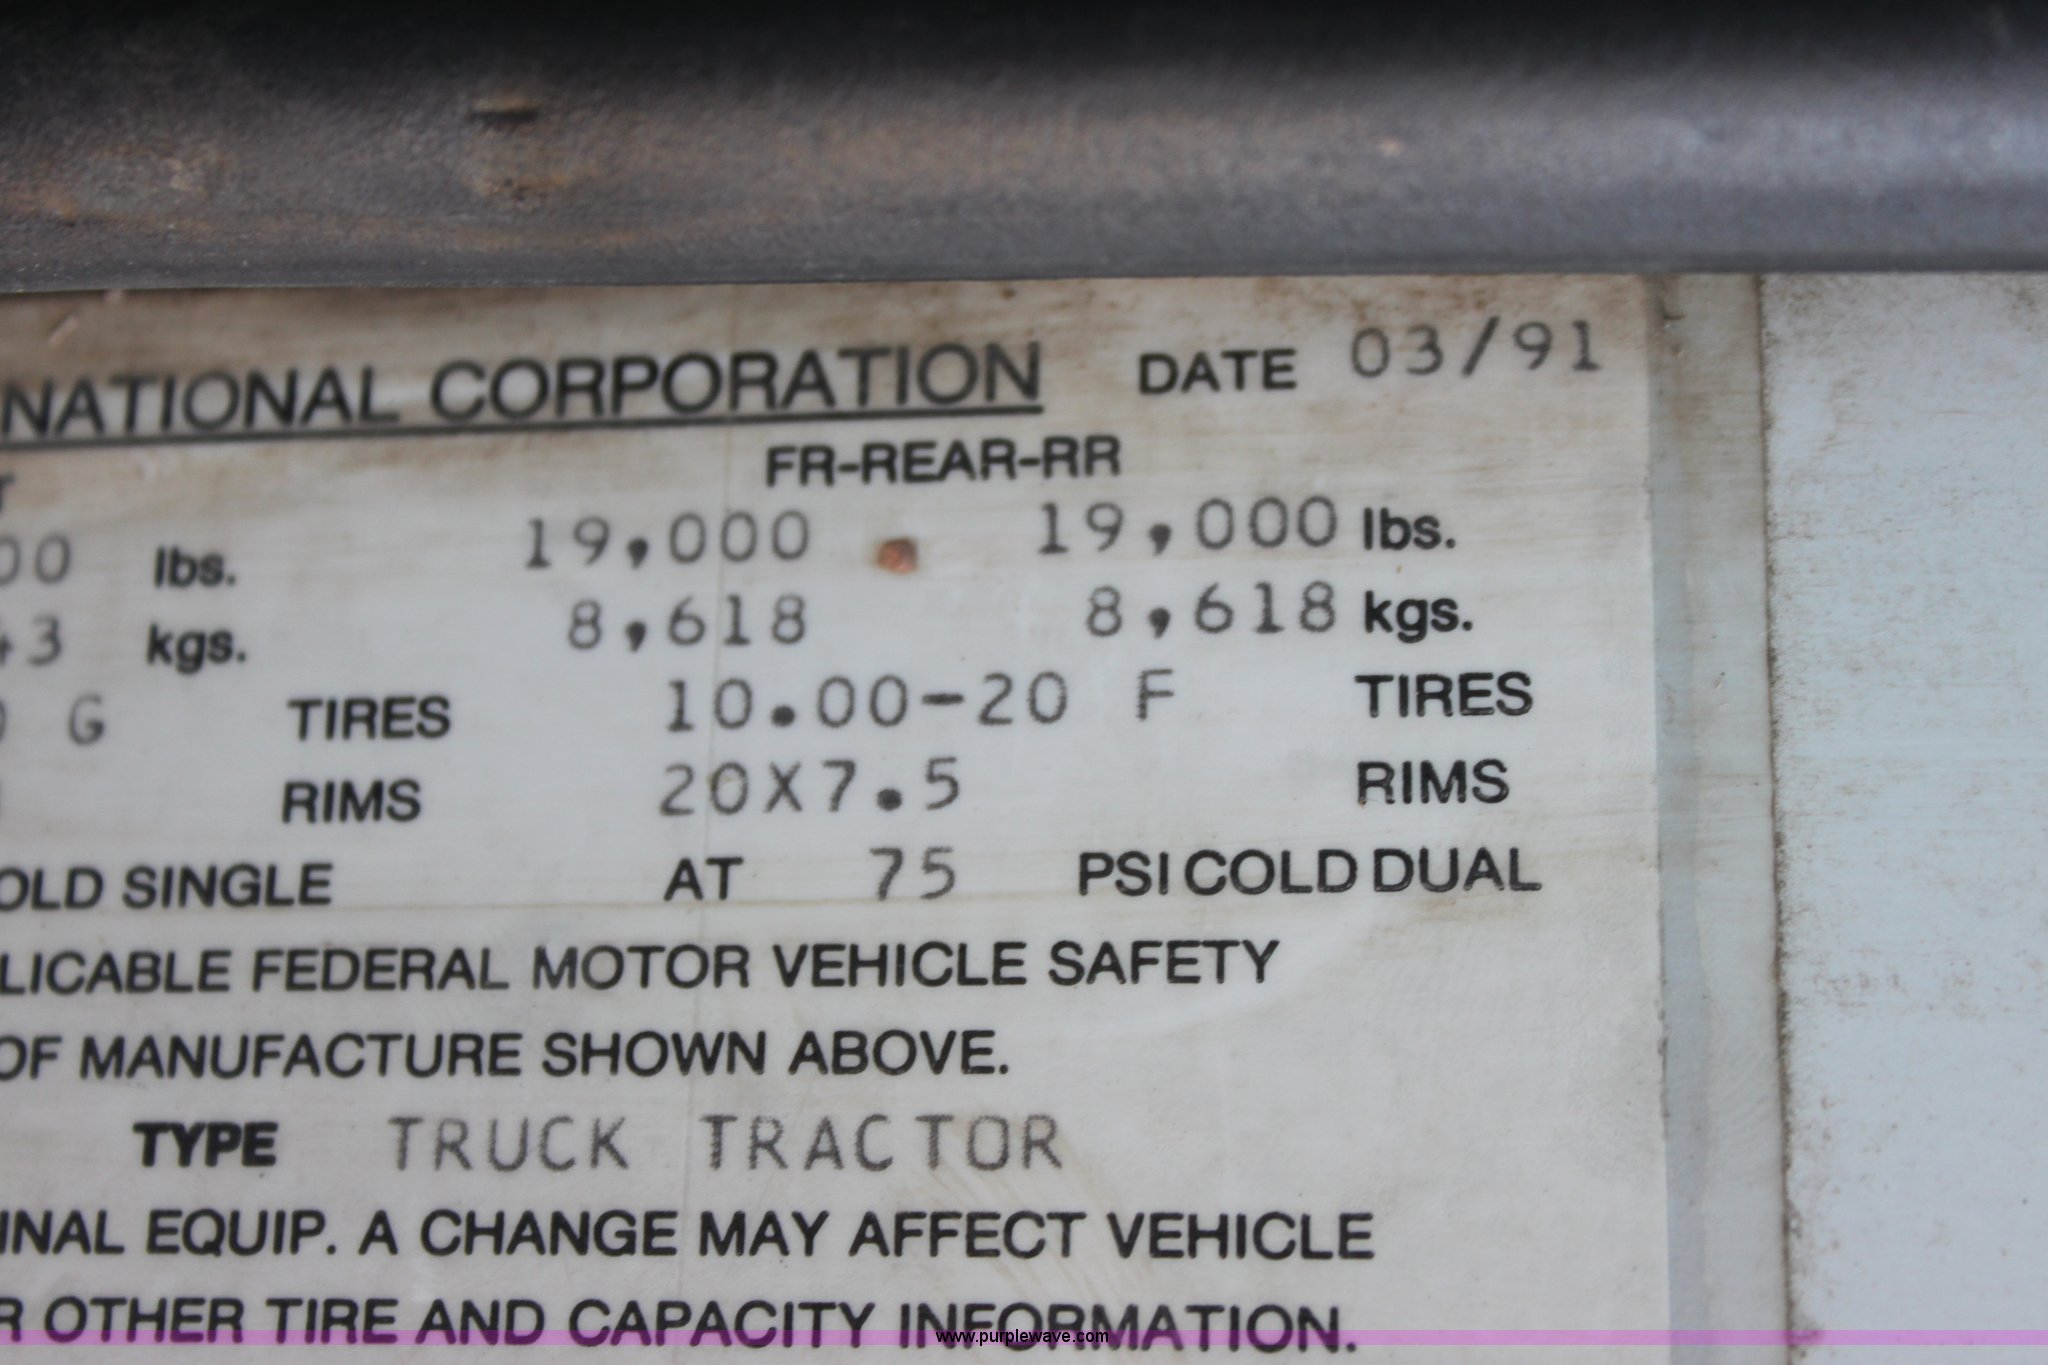 NATIONAL CORPORATION DATE 03/91
FR-REAR-RR
00 lbs. 19,000 19,000 lbs.
43 kgs. 8,618 8,618 kgs.
G TIRES 10.00-20 F TIRES
RIMS 20X7.5 RIMS
OLD SINGLE AT 75 PSI COLD DUAL
LICABLE FEDERAL MOTOR VEHICLE SAFETY
OF MANUFACTURE SHOWN ABOVE.
TYPE TRUCK TRACTOR
INAL EQUIP. A CHANGE MAY AFFECT VEHICLE
R OTHER TIRE AND CAPACITY INFORMATION.
www.purplewave.com